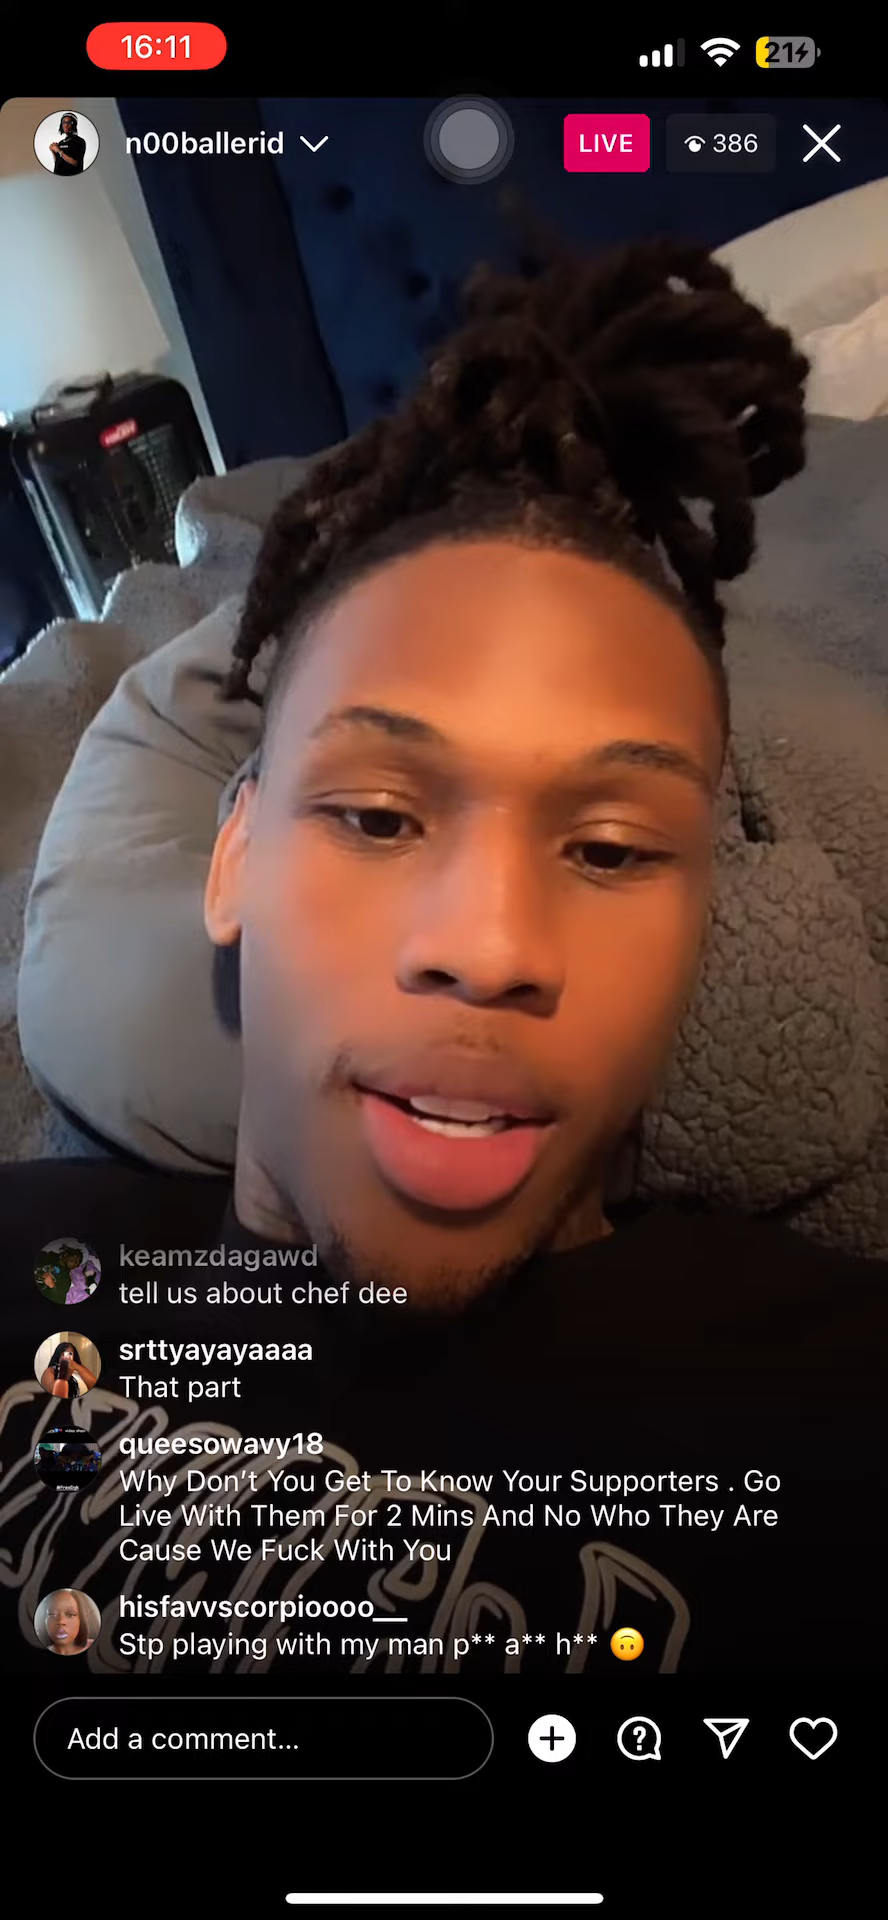 16:11
21
n00ballerid
LIVE
386
keamzdagawd
tell us about chef dee
srttyayayaaaa
That part
queesowavy18
Why Don't You Get To Know Your Supporters . Go
Live With Them For 2 Mins And No Who They Are
Cause We Fuck With You
hisfavvscorpioooo__
Stp playing with my man p** a** h** 🙃
Add a comment...